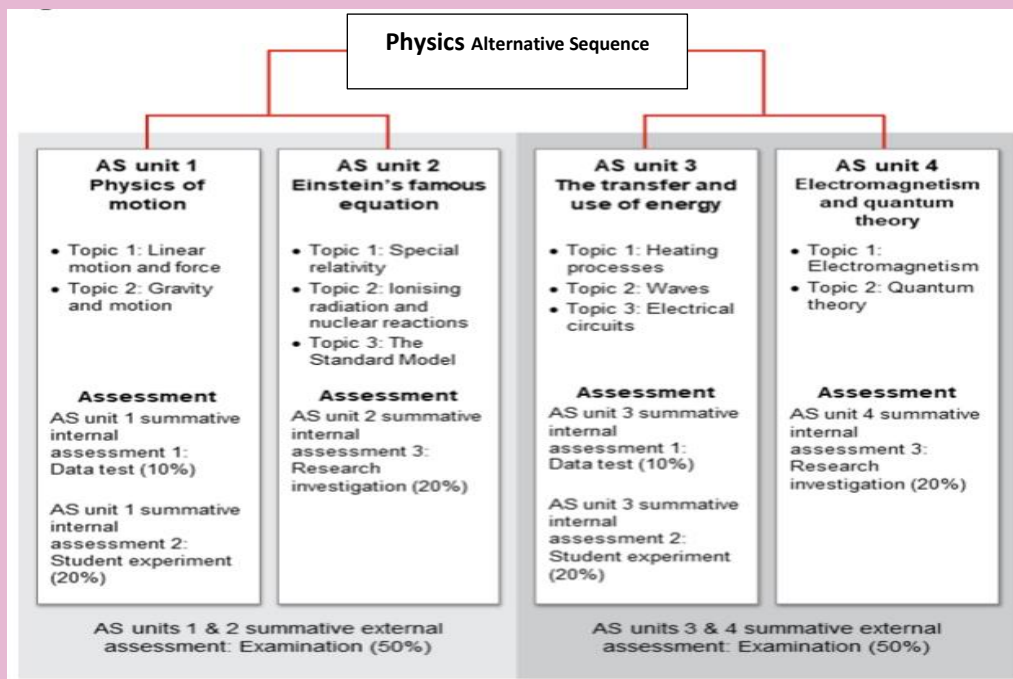 Physics Alternative Sequence
AS unit 1
Physics of
motion
• Topic 1: Linear
motion and force
• Topic 2: Gravity
and motion
Assessment
AS unit 1 summative
internal
assessment 1:
Data test (10%)
AS unit 1 summative
internal
assessment 2:
Student experiment
(20%)
AS unit 2
Einstein's famous
equation
• Topic 1: Special
relativity
• Topic 2: Ionising
radiation and
nuclear reactions
• Topic 3: The
Standard Model
Assessment
AS unit 2 summative
internal
assessment 3:
Research
investigation (20%)
AS units 1 & 2 summative external
assessment: Examination (50%)
AS unit 3
The transfer and
use of energy
• Topic 1: Heating
processes
• Topic 2: Waves
• Topic 3: Electrical
circuits
Assessment
AS unit 3 summative
internal
assessment 1:
Data test (10%)
AS unit 3 summative
internal
assessment 2:
Student experiment
(20%)
AS unit 4
Electromagnetism
and quantum
theory
• Topic 1:
Electromagnetism
• Topic 2: Quantum
theory
Assessment
AS unit 4 summative
internal
assessment 3:
Research
investigation (20%)
AS units 3 & 4 summative external
assessment: Examination (50%)